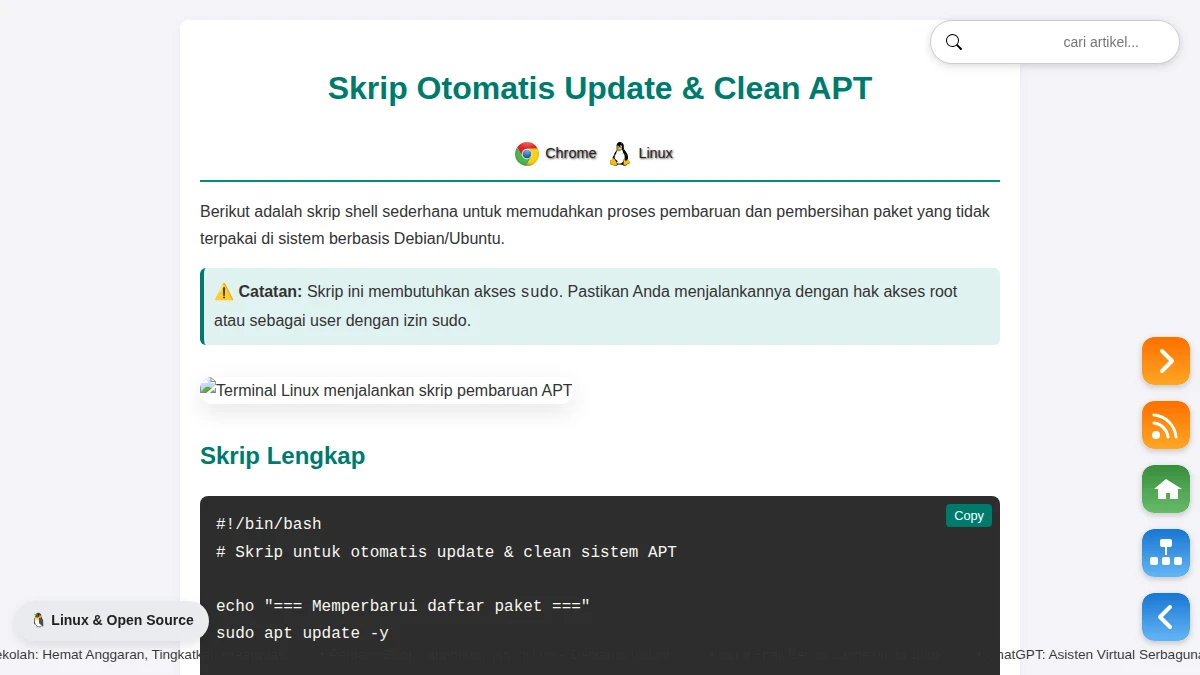 cari artikel...
Skrip Otomatis Update & Clean APT
Chrome Linux
Berikut adalah skrip shell sederhana untuk memudahkan proses pembaruan dan pembersihan paket yang tidak
terpakai di sistem berbasis Debian/Ubuntu.
⚠️ Catatan: Skrip ini membutuhkan akses sudo. Pastikan Anda menjalankannya dengan hak akses root
atau sebagai user dengan izin sudo.
Terminal Linux menjalankan skrip pembaruan APT
Skrip Lengkap
Copy
#!/bin/bash
# Skrip untuk otomatis update & clean sistem APT
echo "=== Memperbarui daftar paket ==="
sudo apt update -y
🐧 Linux & Open Source
ekolah: Hemat Anggaran, Tingkatk
hatGPT: Asisten Virtual Serbaguna